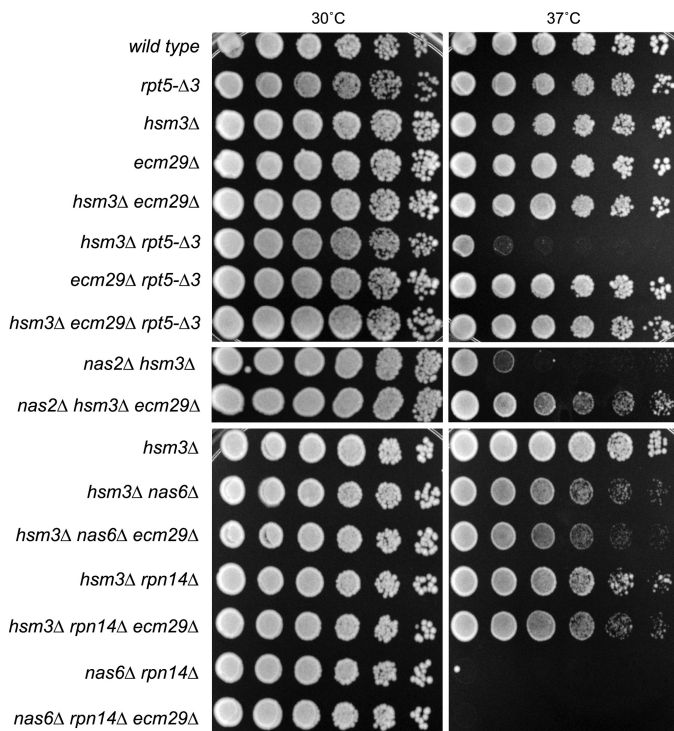 30˚C 37˚C
wild type
rpt5-Δ3
hsm3Δ
ecm29Δ
hsm3Δ ecm29Δ
hsm3Δ rpt5-Δ3
ecm29Δ rpt5-Δ3
hsm3Δ ecm29Δ rpt5-Δ3
nas2Δ hsm3Δ
nas2Δ hsm3Δ ecm29Δ
hsm3Δ
hsm3Δ nas6Δ
hsm3Δ nas6Δ ecm29Δ
hsm3Δ rpn14Δ
hsm3Δ rpn14Δ ecm29Δ
nas6Δ rpn14Δ
nas6Δ rpn14Δ ecm29Δ